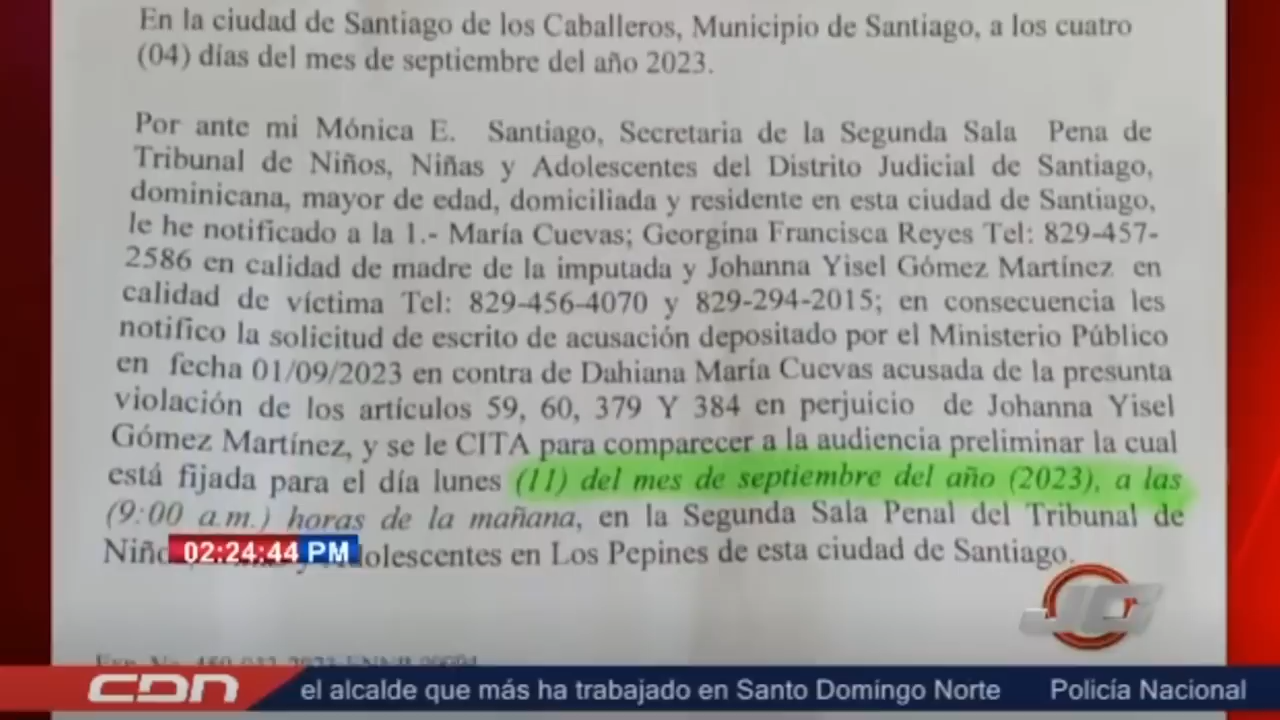 En la ciudad de Santiago de los Caballeros, Municipio de Santiago, a los cuatro
(04) días del mes de septiembre del año 2023.
Por ante mi Mónica E. Santiago, Secretaria de la Segunda Sala Pena de
Tribunal de Niños, Niñas y Adolescentes del Distrito Judicial de Santiago,
dominicana, mayor de edad, domiciliada y residente en esta ciudad de Santiago,
le he notificado a la 1.- María Cuevas; Georgina Francisca Reyes Tel: 829-457-
2586 en calidad de madre de la imputada y Johanna Yisel Gómez Martínez en
calidad de víctima Tel: 829-456-4070 y 829-294-2015; en consecuencia les
notifico la solicitud de escrito de acusación depositado por el Ministerio Público
en fecha 01/09/2023 en contra de Dahiana María Cuevas acusada de la presunta
violación de los artículos 59, 60, 379 Y 384 en perjuicio de Johanna Yisel
Gómez Martínez, y se le CITA para comparecer a la audiencia preliminar la cual
está fijada para el día lunes (11) del mes de septiembre del año (2023), a las
(9:00 a.m.) horas de la mañana, en la Segunda Sala Penal del Tribunal de
en Los Pepines de esta ciudad de Santiago.
02:24:44 PM
CDN
el alcalde que más ha trabajado en Santo Domingo Norte Policía Nacional